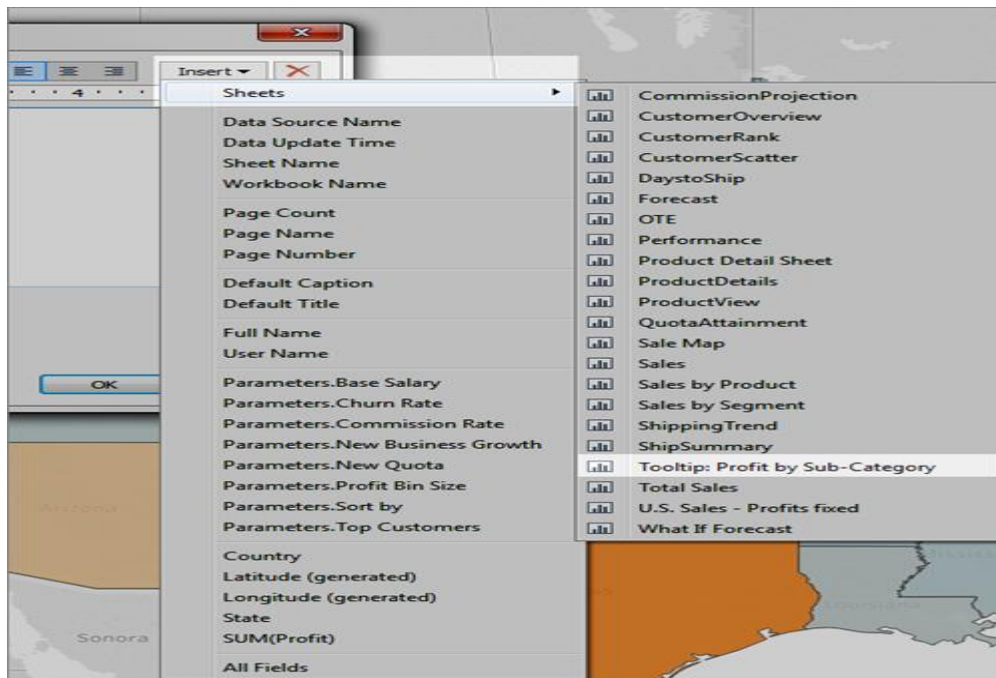 Insert
4
Sheets
Data Source Name
Data Update Time
Sheet Name
Workbook Name
Page Count
Page Name
Page Number
Default Caption
Default Title
Full Name
User Name
OK
Parameters.Base Salary
Parameters.Churn Rate
Parameters.Commission Rate
Parameters.New Business Growth
Parameters.New Quota
Parameters.Profit Bin Size
Parameters.Sort by
Parameters.Top Customers
Country
Latitude (generated)
Longitude (generated)
State
SUM(Profit)
All Fields
CommissionProjection
CustomerOverview
CustomerRank
CustomerScatter
DaystoShip
Forecast
OTE
Performance
Product Detail Sheet
ProductDetails
ProductView
QuotaAttainment
Sale Map
Sales
Sales by Product
Sales by Segment
ShippingTrend
ShipSummary
Tooltip: Profit by Sub-Category
Total Sales
U.S. Sales - Profits fixed
What If Forecast
Arizona
Sonora
Louisiana